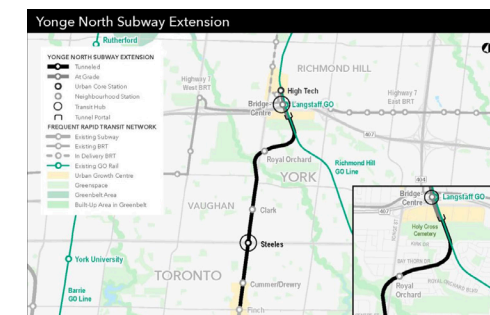 Yonge North Subway Extension
Rutherford
YONGE NORTH SUBWAY EXTENSION
Tunneled
At Grade
Urban Core Station
Neighbourhood Station
Transit Hub
Tunnel Portal
FREQUENT RAPID TRANSIT NETWORK
Existing Subway
Existing BRT
In Delivery BRT
Existing GO Rail
Urban Growth Centre
Greenspace
Greenbelt Area
Built-Up Area in Greenbelt
Highway 7
West BRT
RICHMOND HILL
High Tech
Bridge
Centre
Langstaff GO
Highway 7
East BRT
407
Royal Orchard
Richmond Hill
GO Line
YORK
404
VAUGHAN
Clark
Steeles
York University
TORONTO
Cummer/Drewry
Barrie
GO Line
Finch
Bridge
Centre
Langstaff GO
407
Holy Cross
Cemetery
Royal
Orchard